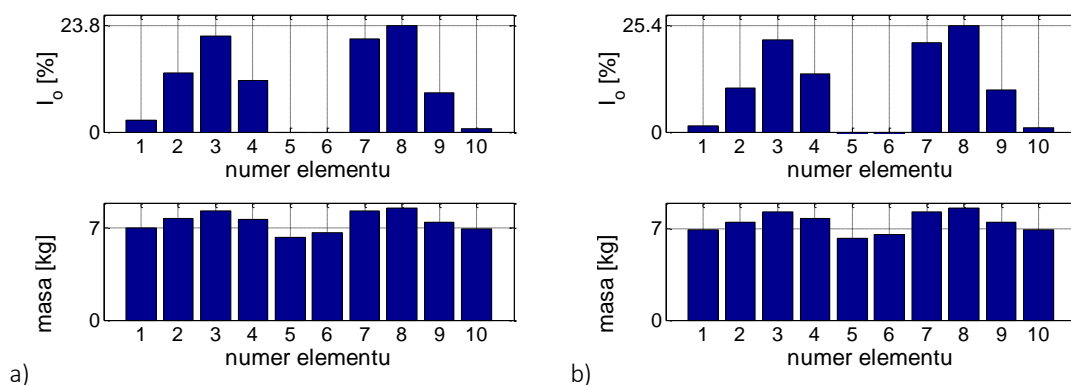 23.8
0
I_o [%]
1 2 3 4 5 6 7 8 9 10
numer elementu
7
0
masa [kg]
1 2 3 4 5 6 7 8 9 10
numer elementu
a)
25.4
0
I_o [%]
1 2 3 4 5 6 7 8 9 10
numer elementu
7
0
masa [kg]
1 2 3 4 5 6 7 8 9 10
numer elementu
b)